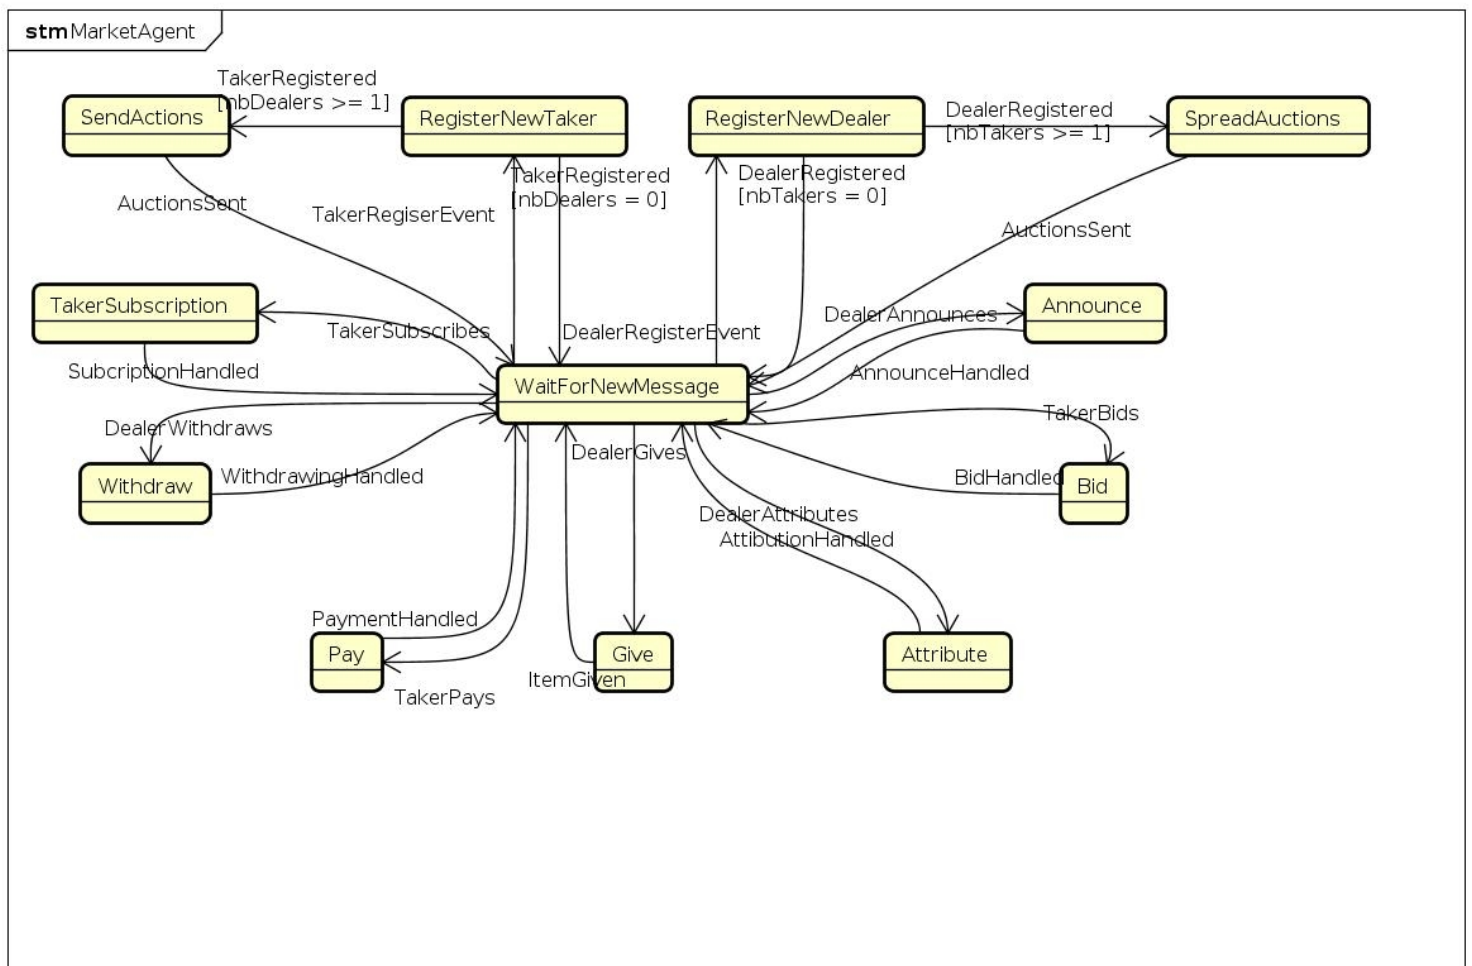 stm MarketAgent
TakerRegistered
[nbDealers >= 1]
SendActions
RegisterNewTaker
RegisterNewDealer
DealerRegistered
[nbTakers >= 1]
SpreadAuctions
AuctionsSent
TakerRegiserEvent
TakerRegistered
[nbDealers = 0]
DealerRegistered
[nbTakers = 0]
AuctionsSent
TakerSubscription
TakerSubscribes
DealerRegisterEvent
DealerAnnounces
Announce
SubcriptionHandled
WaitForNewMessage
AnnounceHandled
DealerWithdraws
TakerBids
Withdraw
WithdrawingHandled
DealerGives
BidHandled
Bid
DealerAttributes
AttibutionHandled
PaymentHandled
Pay
Give
Attribute
ItemGiven
TakerPays